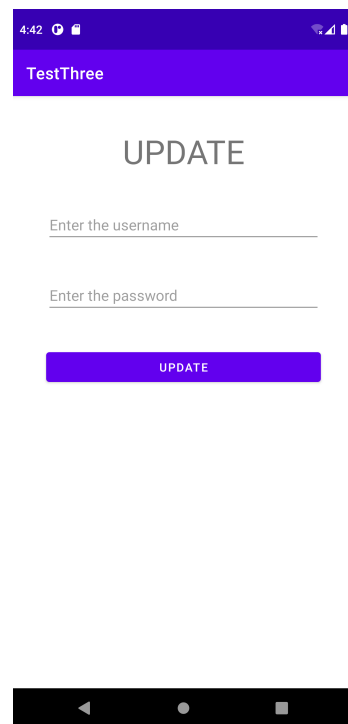 4:42
TestThree
UPDATE
Enter the username
Enter the password
UPDATE